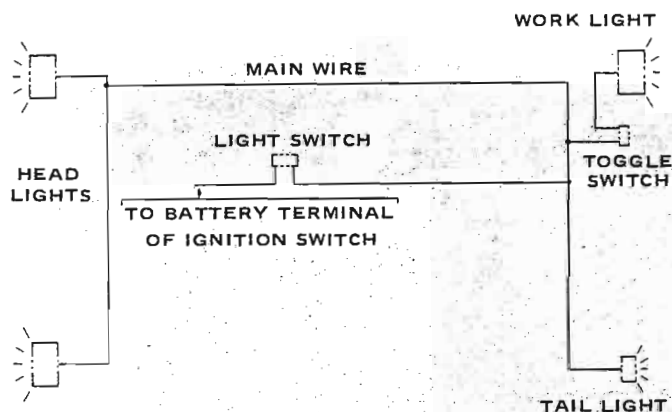 WORK LIGHT
MAIN WIRE
LIGHT SWITCH
HEAD
LIGHTS
TOGGLE
SWITCH
TO BATTERY TERMINAL
OF IGNITION SWITCH
TAIL LIGHT